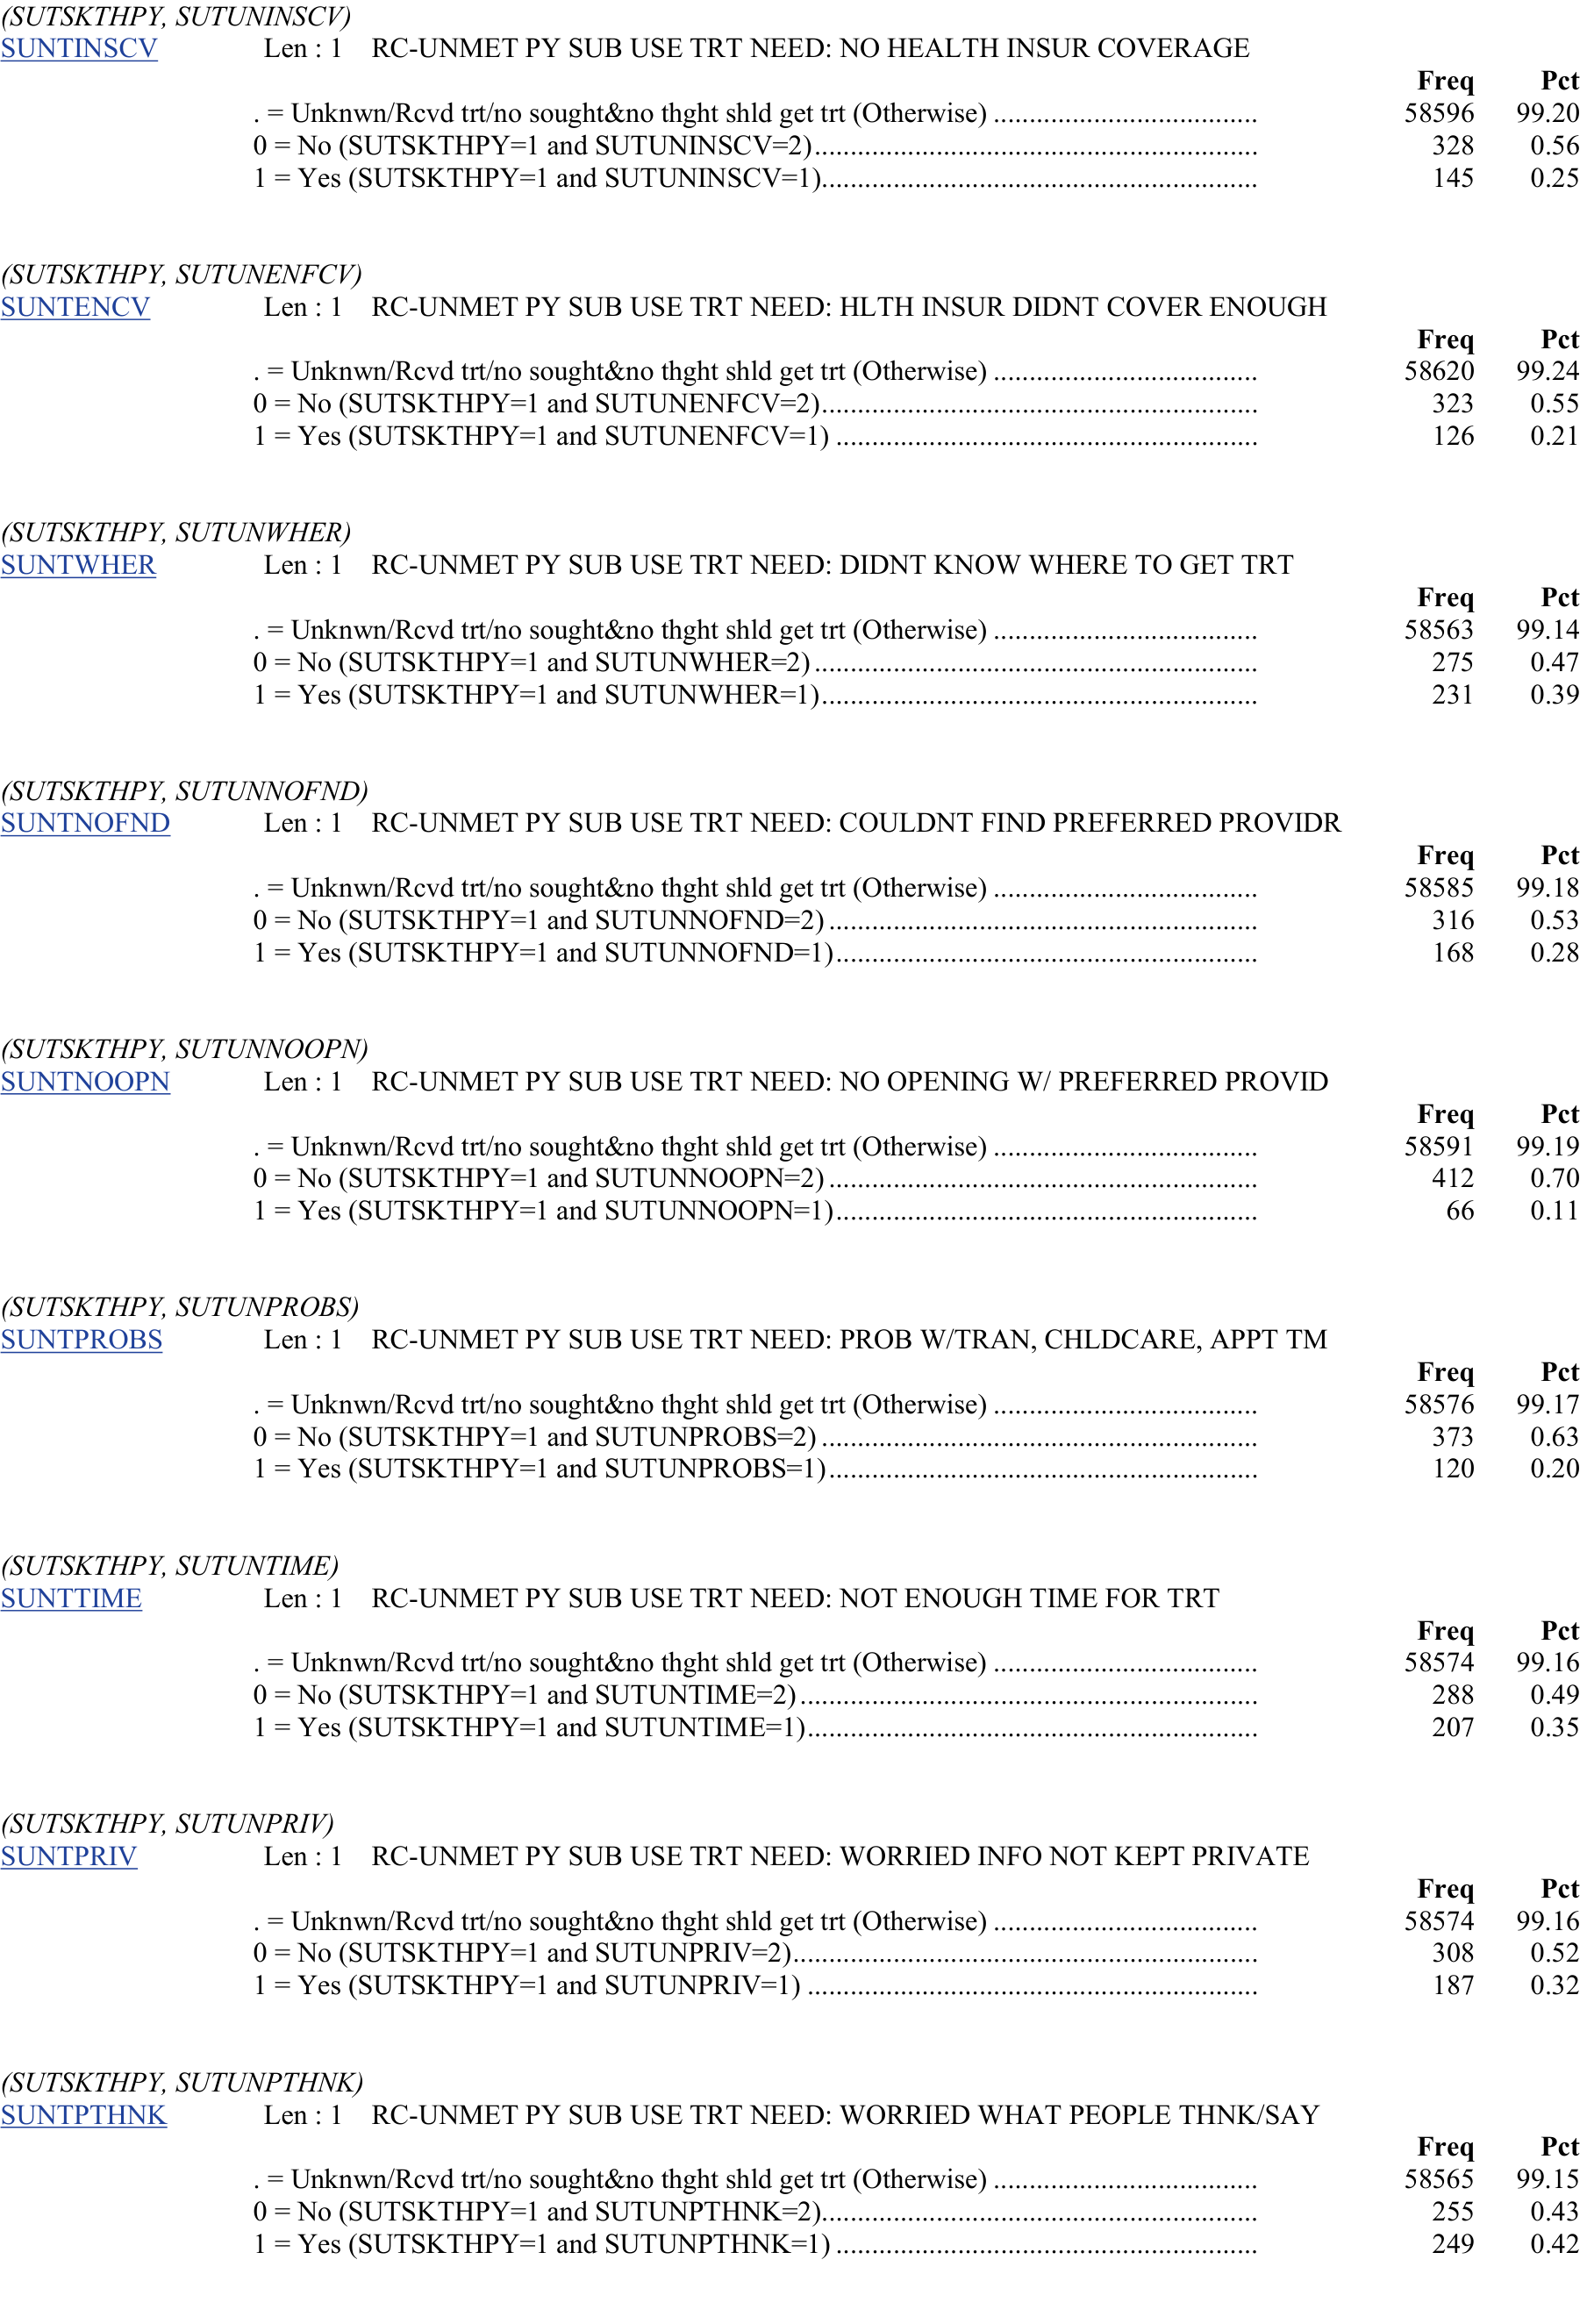 (SUTSKTHPY, SUTUNINSCV)
SUNTINSCV Len : 1 RC-UNMET PY SUB USE TRT NEED: NO HEALTH INSUR COVERAGE
Freq Pct
. = Unknwn/Rcvd trt/no sought&no thght shld get trt (Otherwise) ..................................... 58596 99.20
0 = No (SUTSKTHPY=1 and SUTUNINSCV=2).............................................................. 328 0.56
1 = Yes (SUTSKTHPY=1 and SUTUNINSCV=1)............................................................. 145 0.25
(SUTSKTHPY, SUTUNENFCV)
SUNTENCV Len : 1 RC-UNMET PY SUB USE TRT NEED: HLTH INSUR DIDNT COVER ENOUGH
Freq Pct
. = Unknwn/Rcvd trt/no sought&no thght shld get trt (Otherwise) ..................................... 58620 99.24
0 = No (SUTSKTHPY=1 and SUTUNENFCV=2)............................................................. 323 0.55
1 = Yes (SUTSKTHPY=1 and SUTUNENFCV=1) ........................................................... 126 0.21
(SUTSKTHPY, SUTUNWHER)
SUNTWHER Len : 1 RC-UNMET PY SUB USE TRT NEED: DIDNT KNOW WHERE TO GET TRT
Freq Pct
. = Unknwn/Rcvd trt/no sought&no thght shld get trt (Otherwise) ..................................... 58563 99.14
0 = No (SUTSKTHPY=1 and SUTUNWHER=2) .............................................................. 275 0.47
1 = Yes (SUTSKTHPY=1 and SUTUNWHER=1)............................................................. 231 0.39
(SUTSKTHPY, SUTUNNOFND)
SUNTNOFND Len : 1 RC-UNMET PY SUB USE TRT NEED: COULDNT FIND PREFERRED PROVIDR
Freq Pct
. = Unknwn/Rcvd trt/no sought&no thght shld get trt (Otherwise) ..................................... 58585 99.18
0 = No (SUTSKTHPY=1 and SUTUNNOFND=2) ............................................................ 316 0.53
1 = Yes (SUTSKTHPY=1 and SUTUNNOFND=1)........................................................... 168 0.28
(SUTSKTHPY, SUTUNNOOPN)
SUNTNOOPN Len : 1 RC-UNMET PY SUB USE TRT NEED: NO OPENING W/ PREFERRED PROVID
Freq Pct
. = Unknwn/Rcvd trt/no sought&no thght shld get trt (Otherwise) ..................................... 58591 99.19
0 = No (SUTSKTHPY=1 and SUTUNNOOPN=2) ............................................................ 412 0.70
1 = Yes (SUTSKTHPY=1 and SUTUNNOOPN=1)........................................................... 66 0.11
(SUTSKTHPY, SUTUNPROBS)
SUNTPROBS Len : 1 RC-UNMET PY SUB USE TRT NEED: PROB W/TRAN, CHLDCARE, APPT TM
Freq Pct
. = Unknwn/Rcvd trt/no sought&no thght shld get trt (Otherwise) ..................................... 58576 99.17
0 = No (SUTSKTHPY=1 and SUTUNPROBS=2) ............................................................. 373 0.63
1 = Yes (SUTSKTHPY=1 and SUTUNPROBS=1)............................................................ 120 0.20
(SUTSKTHPY, SUTUNTIME)
SUNTTIME Len : 1 RC-UNMET PY SUB USE TRT NEED: NOT ENOUGH TIME FOR TRT
Freq Pct
. = Unknwn/Rcvd trt/no sought&no thght shld get trt (Otherwise) ..................................... 58574 99.16
0 = No (SUTSKTHPY=1 and SUTUNTIME=2) ................................................................ 288 0.49
1 = Yes (SUTSKTHPY=1 and SUTUNTIME=1)............................................................... 207 0.35
(SUTSKTHPY, SUTUNPRIV)
SUNTPRIV Len : 1 RC-UNMET PY SUB USE TRT NEED: WORRIED INFO NOT KEPT PRIVATE
Freq Pct
. = Unknwn/Rcvd trt/no sought&no thght shld get trt (Otherwise) ..................................... 58574 99.16
0 = No (SUTSKTHPY=1 and SUTUNPRIV=2)................................................................. 308 0.52
1 = Yes (SUTSKTHPY=1 and SUTUNPRIV=1) ............................................................... 187 0.32
(SUTSKTHPY, SUTUNPTHNK)
SUNTPTHNK Len : 1 RC-UNMET PY SUB USE TRT NEED: WORRIED WHAT PEOPLE THNK/SAY
Freq Pct
. = Unknwn/Rcvd trt/no sought&no thght shld get trt (Otherwise) ..................................... 58565 99.15
0 = No (SUTSKTHPY=1 and SUTUNPTHNK=2)............................................................. 255 0.43
1 = Yes (SUTSKTHPY=1 and SUTUNPTHNK=1) ........................................................... 249 0.42